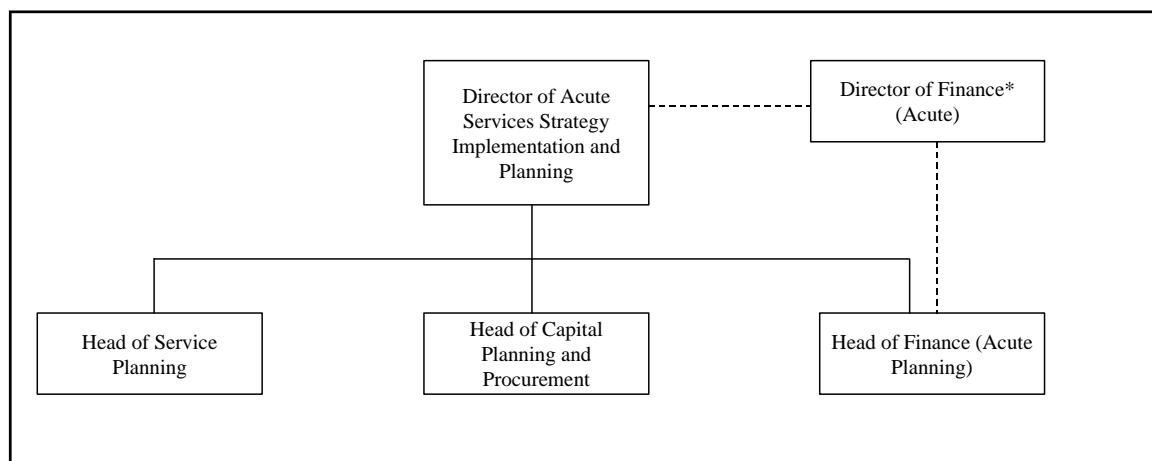 Director of Acute
Services Strategy
Implementation and
Planning
Director of Finance*
(Acute)
Head of Service
Planning
Head of Capital
Planning and
Procurement
Head of Finance (Acute
Planning)